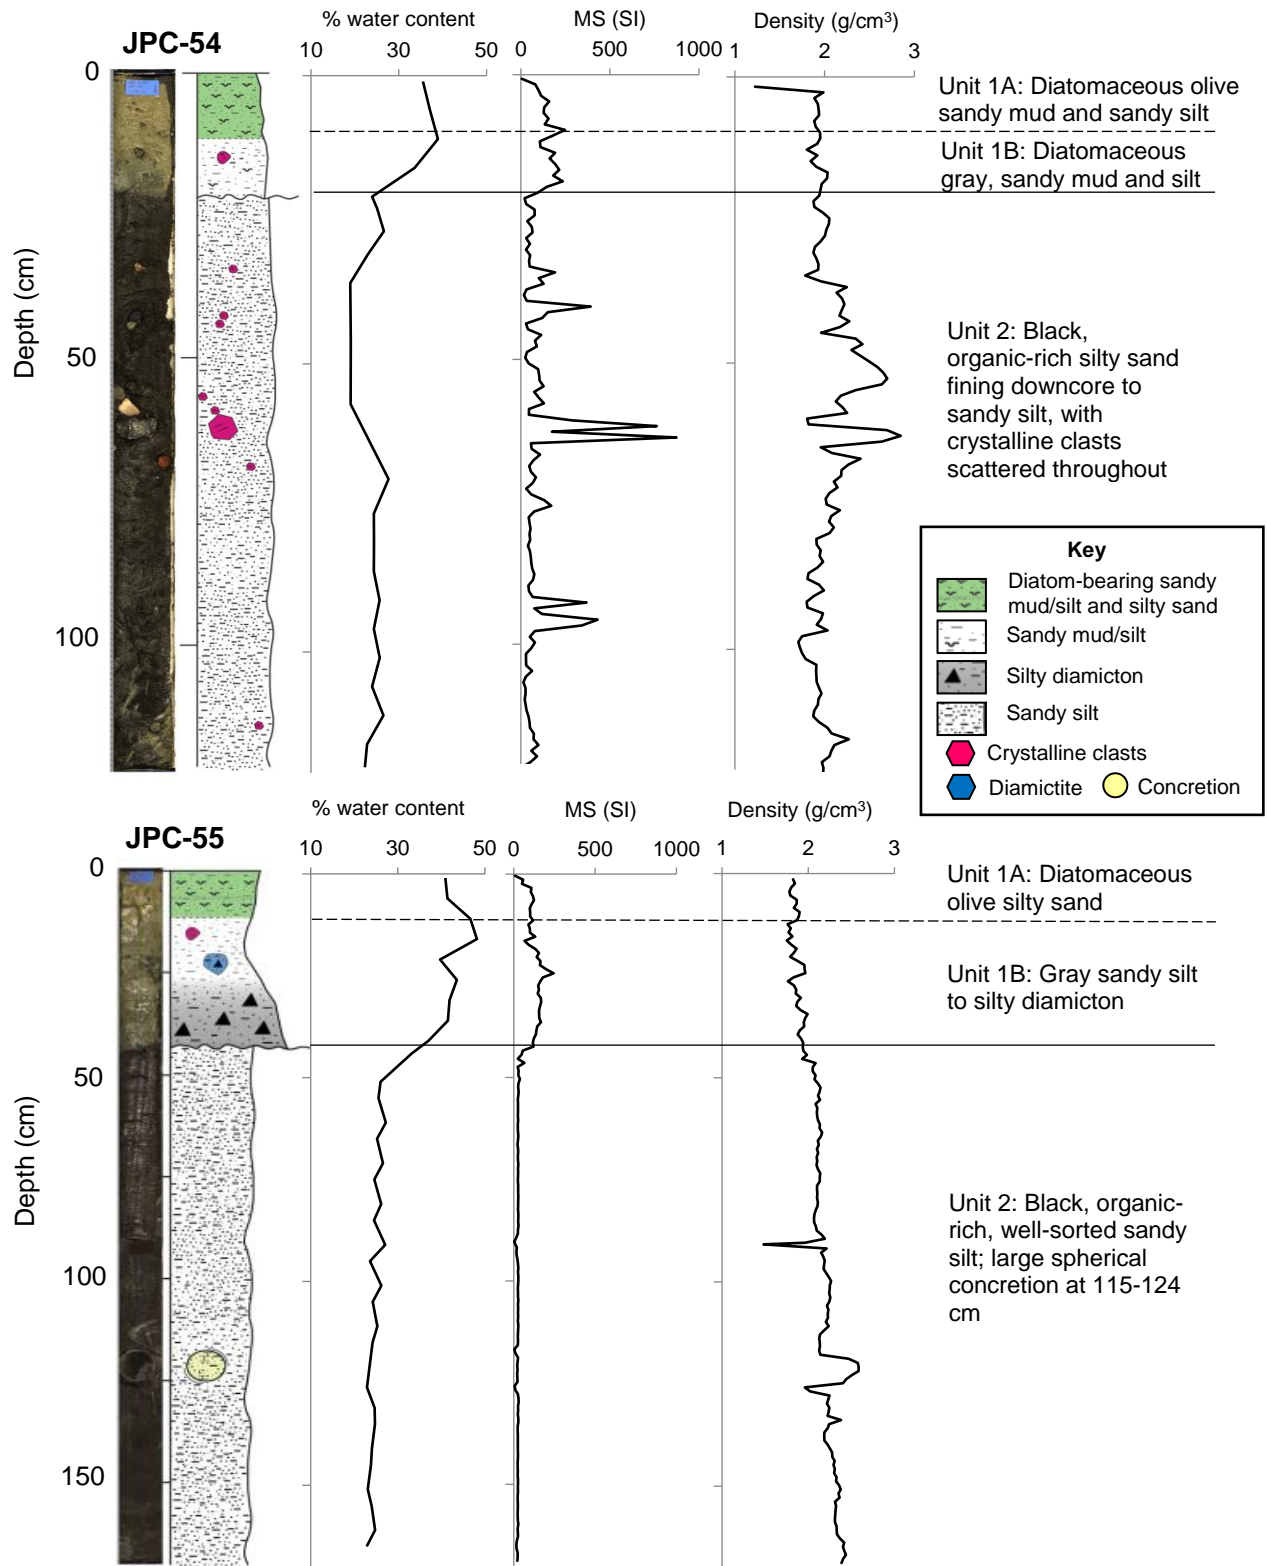 JPC-54
% water content
MS (SI)
Density (g/cm³)
10 30 50
0 500 1000
1 2 3
0
50
100
Depth (cm)
Unit 1A: Diatomaceous olive
sandy mud and sandy silt
Unit 1B: Diatomaceous
gray, sandy mud and silt
Unit 2: Black,
organic-rich silty sand
fining downcore to
sandy silt, with
crystalline clasts
scattered throughout
Key
Diatom-bearing sandy
mud/silt and silty sand
Sandy mud/silt
Silty diamicton
Sandy silt
Crystalline clasts
Diamictite
Concretion
JPC-55
% water content
MS (SI)
Density (g/cm³)
10 30 50
0 500 1000
1 2 3
0
50
100
150
Depth (cm)
Unit 1A: Diatomaceous
olive silty sand
Unit 1B: Gray sandy silt
to silty diamicton
Unit 2: Black, organic-
rich, well-sorted sandy
silt; large spherical
concretion at 115-124
cm